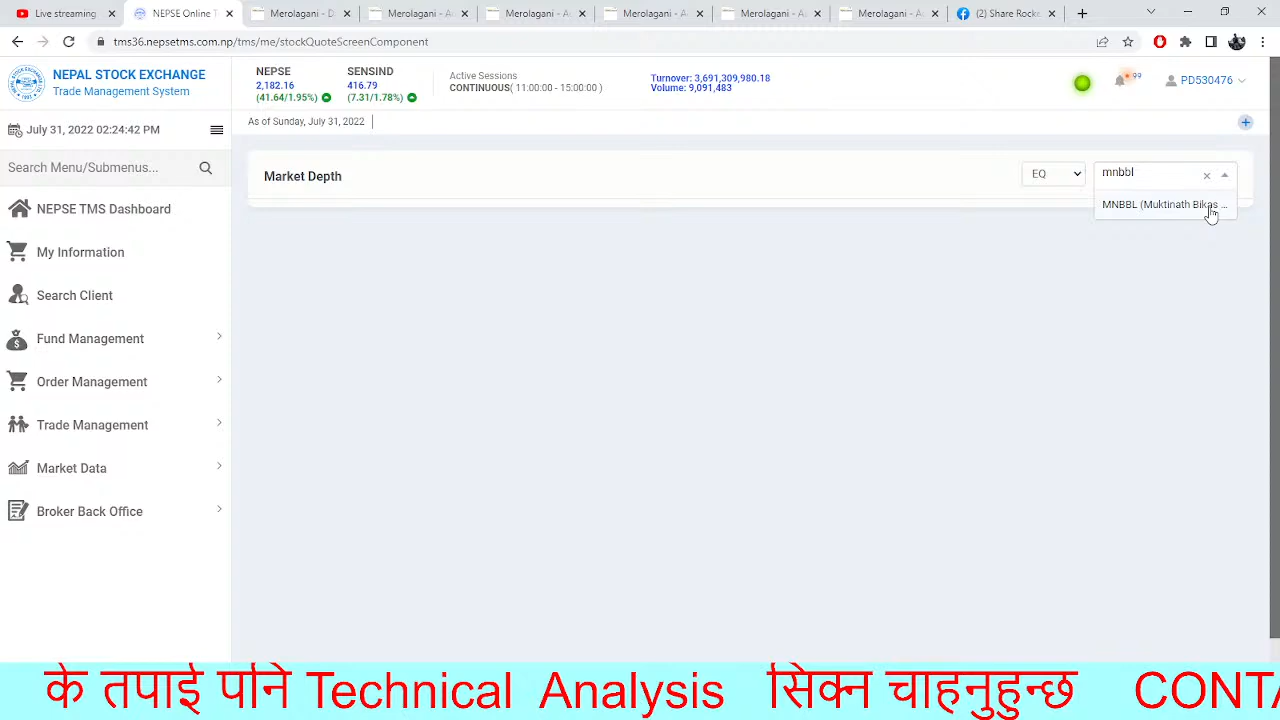 Live streaming
NEPSE Online T
Merolagani - D
Merolagani - A
Merolagani - A
Merolagani - A
Merolagani - A
Merolagani - A
(2) Share Rocke
tms36.nepsetms.com.np/tms/me/stockQuoteScreenComponent
NEPAL STOCK EXCHANGE
Trade Management System
NEPSE
2,182.16
(41.64/1.95%)
SENSIND
416.79
(7.31/1.78%)
Active Sessions
CONTINUOUS( 11:00:00 - 15:00:00 )
Turnover: 3,691,309,980.18
Volume: 9,091,483
99
PD530476
July 31, 2022 02:24:42 PM
As of Sunday, July 31, 2022
Search Menu/Submenus...
Market Depth
EQ
mnbbl
MNBBL (Muktinath Bikas ...
NEPSE TMS Dashboard
My Information
Search Client
Fund Management
Order Management
Trade Management
Market Data
Broker Back Office
के तपाई पनि Technical Analysis सिक्न चाहनुहुन्छ CONTA